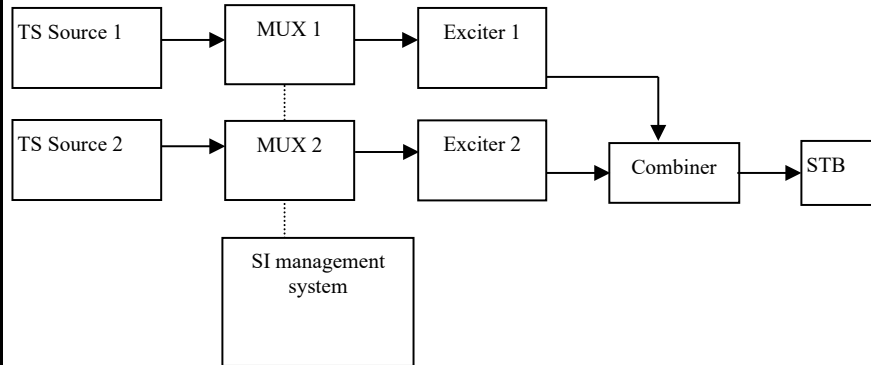 TS Source 1
MUX 1
Exciter 1
TS Source 2
MUX 2
Exciter 2
Combiner
STB
SI management
system